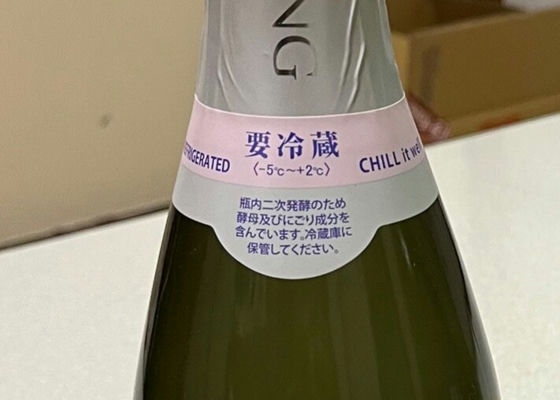 NG
要冷蔵
〈-5℃~+2℃〉
CHILL it
瓶内二次発酵のため
酵母及びにごり成分を
含んでいます。冷蔵庫に
保管してください。